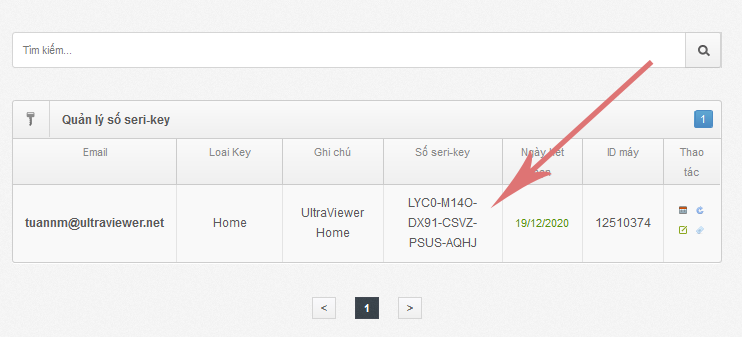 Tìm kiếm...
Quản lý số seri-key
1
Email
Loại Key
Ghi chú
Số seri-key
Ngày hết
ID máy
Thao
tác
tuannm@ultraviewer.net
Home
UltraViewer
Home
LYC0-M14O-
DX91-CSVZ-
PSUS-AQHJ
19/12/2020
12510374
<
1
>